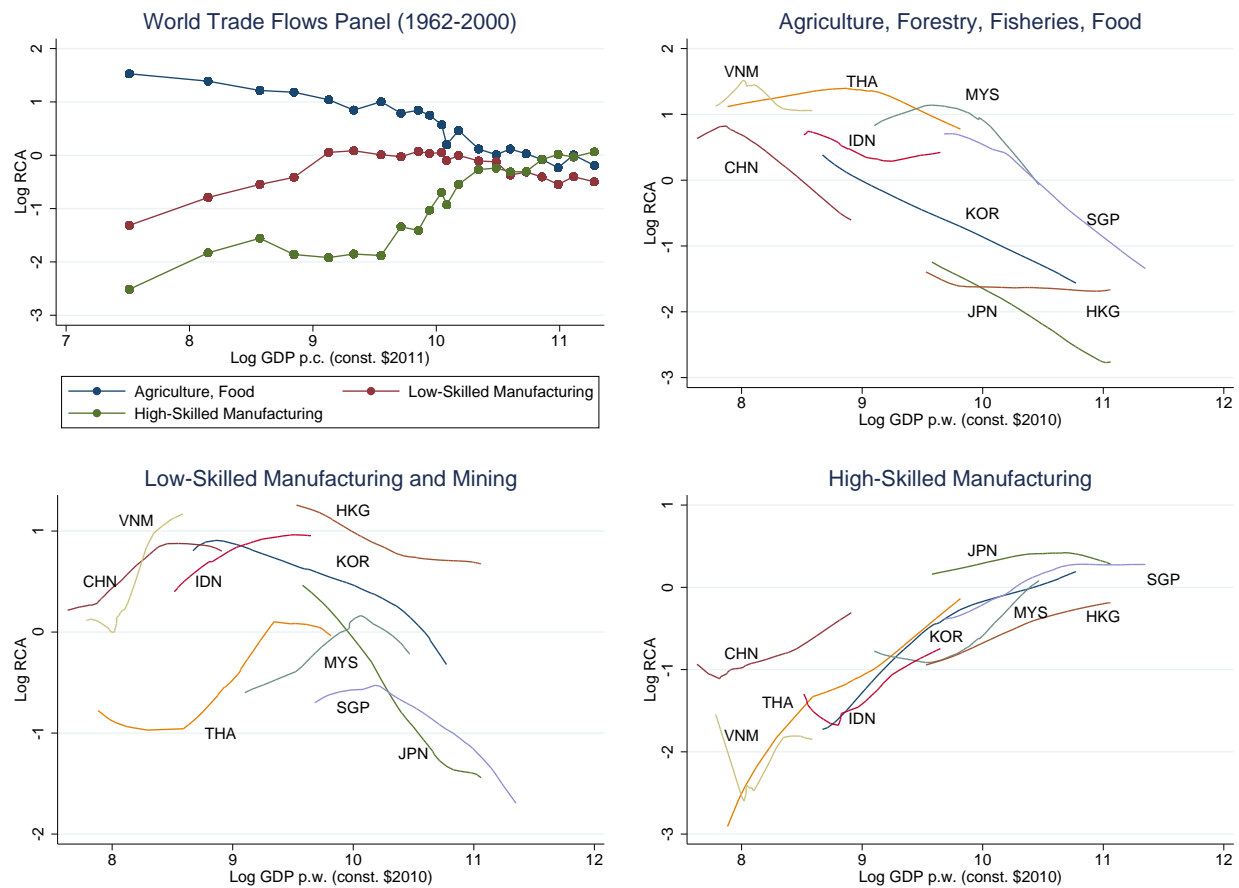 World Trade Flows Panel (1962-2000)
Log RCA
2
1
0
-1
-2
-3
7 8 9 10 11
Log GDP p.c. (const. $2011)
Agriculture, Food
Low-Skilled Manufacturing
High-Skilled Manufacturing
Agriculture, Forestry, Fisheries, Food
Log RCA
2
1
0
-1
-2
-3
VNM
THA
MYS
CHN
IDN
KOR
SGP
JPN
HKG
8 9 10 11 12
Log GDP p.w. (const. $2010)
Low-Skilled Manufacturing and Mining
Log RCA
1
0
-1
-2
VNM
HKG
CHN
IDN
KOR
MYS
SGP
THA
JPN
8 9 10 11 12
Log GDP p.w. (const. $2010)
High-Skilled Manufacturing
Log RCA
1
0
-1
-2
-3
JPN
SGP
MYS
HKG
KOR
CHN
THA
IDN
VNM
8 9 10 11 12
Log GDP p.w. (const. $2010)